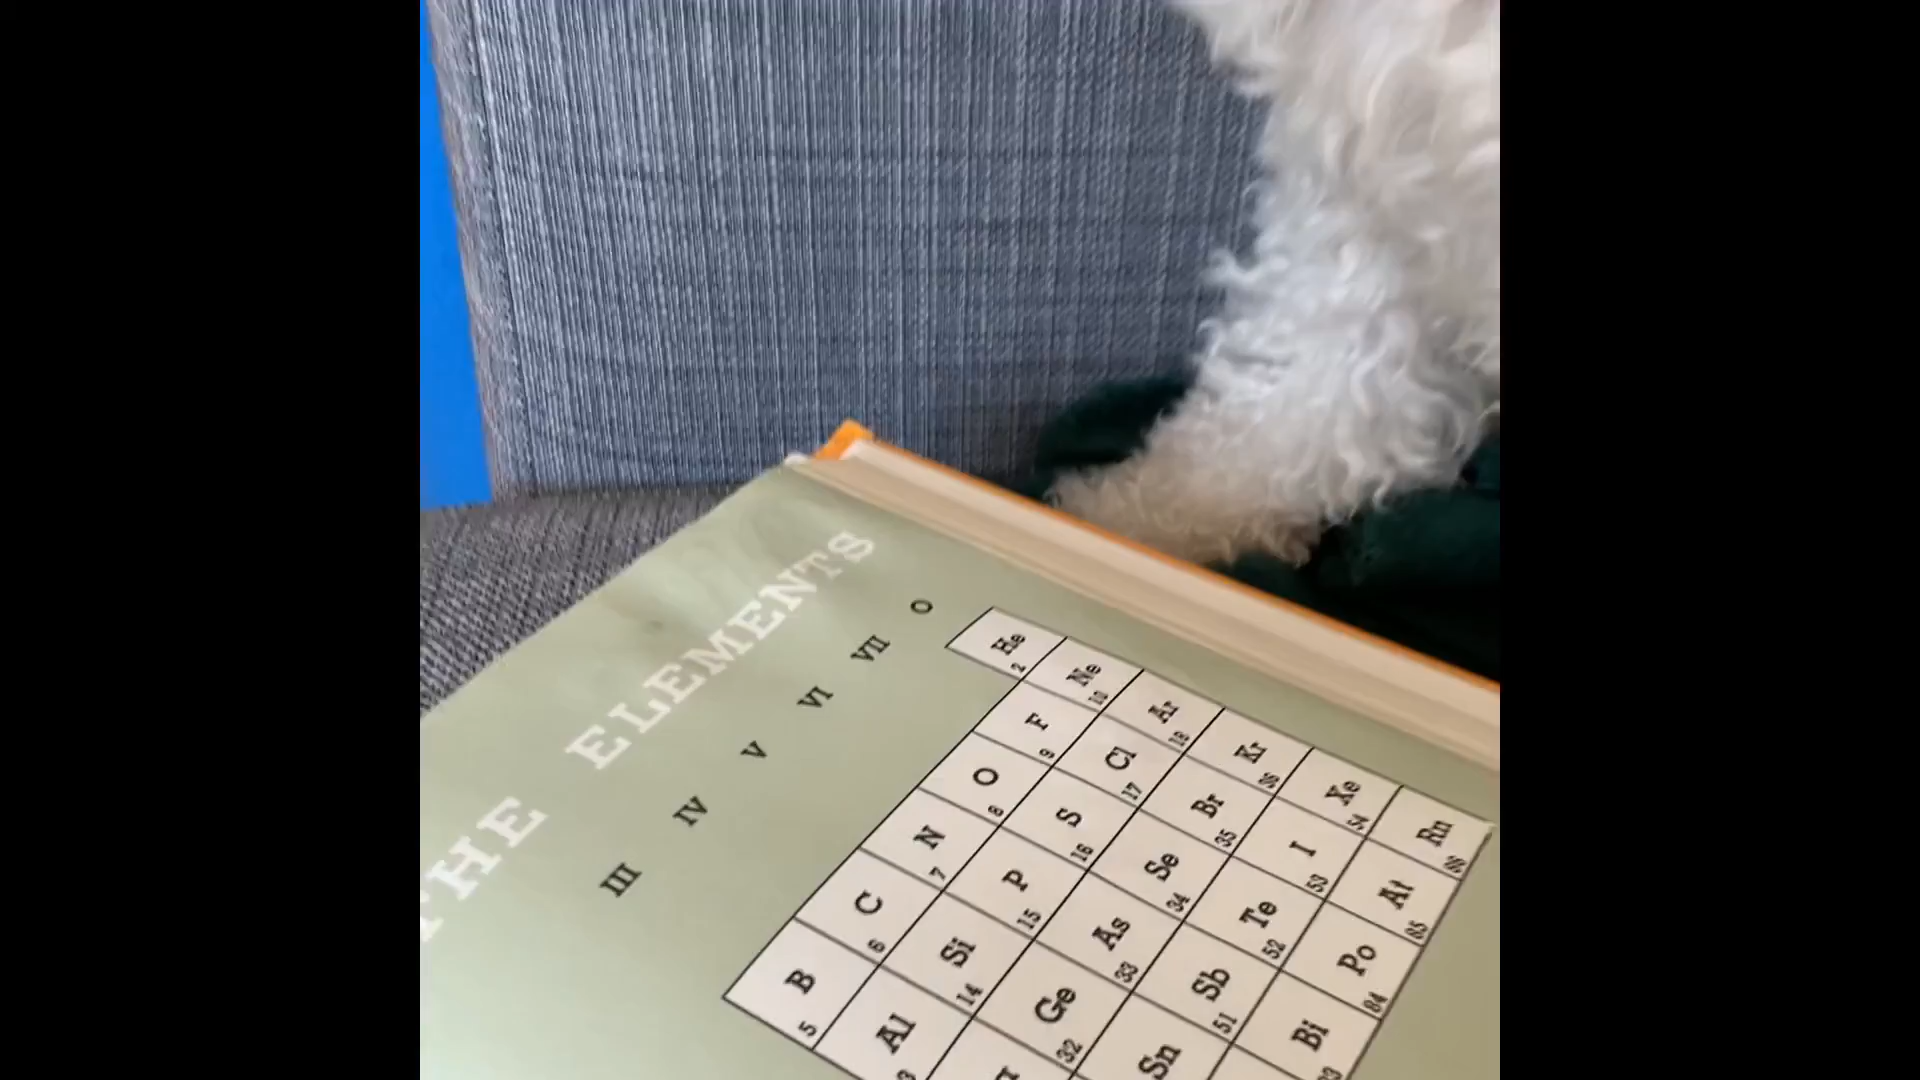 THE ELEMENTS
III IV V VI VII O
He 2
B 5 C 6 N 7 O 8 F 9 Ne 10
Al Si 14 P 15 S 16 Cl 17 Ar 18
Ge 32 As 33 Se 34 Br 35 Kr 36
Sn Sb 51 Te 52 I 53 Xe 54
Bi Po 84 At 85 Rn 86